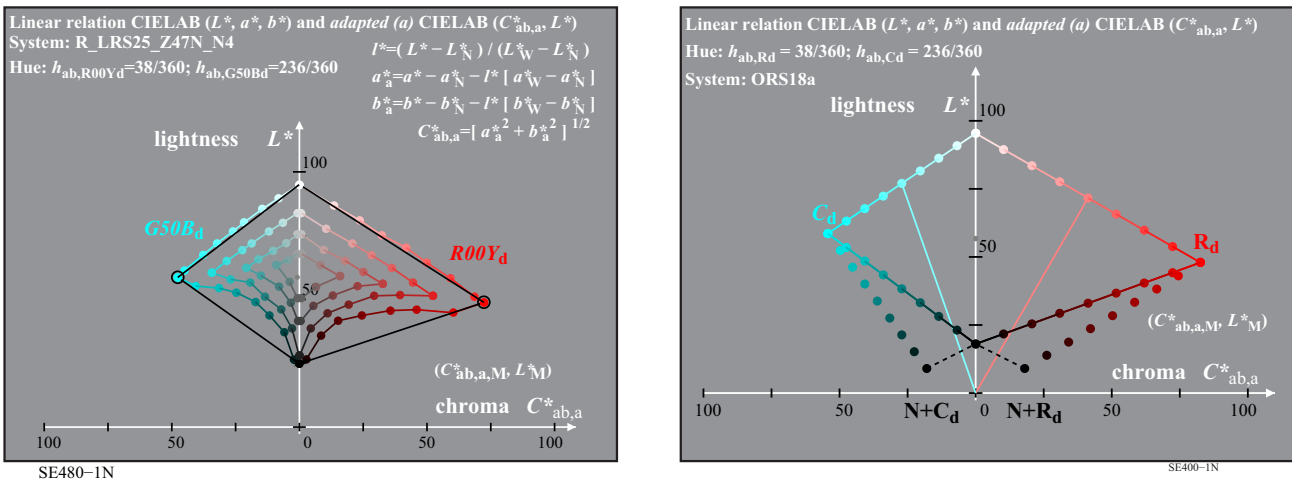 Linear relation CIELAB (L*, a*, b*) and adapted (a) CIELAB (C*ab,a, L*)
System: R_LRS25_Z47N_N4
Hue: hab,R00Yd=38/360; hab,G50Bd=236/360
l*=( L* − L*N ) / (L*W − L*N )
a*a=a* − a*N − l* [ a*W − a*N ]
b*a=b* − b*N − l* [ b*W − b*N ]
C*ab,a=[ a*a2 + b*a2 ] 1/2
lightness L*
100
G50Bd
R00Yd
50
(C*ab,a,M, L*M)
chroma C*ab,a
100 50 0 50 100
SE480−1N
Linear relation CIELAB (L*, a*, b*) and adapted (a) CIELAB (C*ab,a, L*)
Hue: hab,Rd = 38/360; hab,Cd = 236/360
System: ORS18a
lightness L*
100
Cd
Rd
50
(C*ab,a,M, L*M)
chroma C*ab,a
100 50 N+Cd 0 N+Rd 50 100
SE400−1N